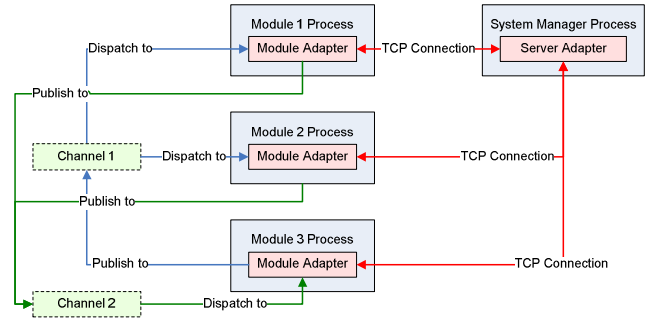 Module 1 Process
System Manager Process
Dispatch to
Module Adapter
TCP Connection
Server Adapter
Publish to
Module 2 Process
Channel 1
Dispatch to
Module Adapter
TCP Connection
Publish to
Module 3 Process
Publish to
Module Adapter
TCP Connection
Channel 2
Dispatch to